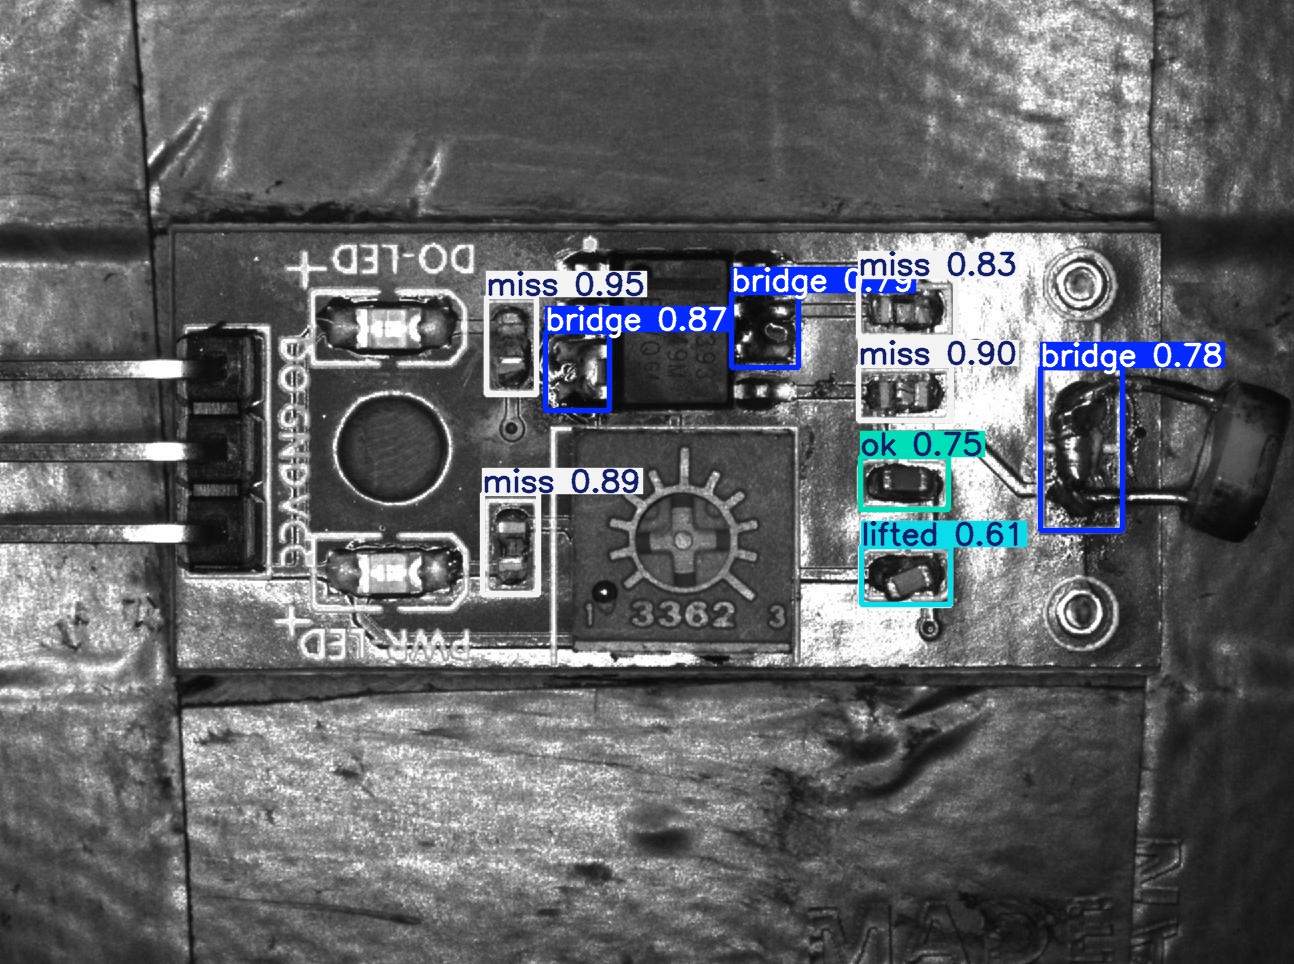 DO-LED
miss 0.95
bridge 0.79
miss 0.83
bridge 0.87
miss 0.90
bridge 0.78
DO GND VCC
ok 0.75
miss 0.89
lifted 0.61
1 3362 3
PWR LED
MADE